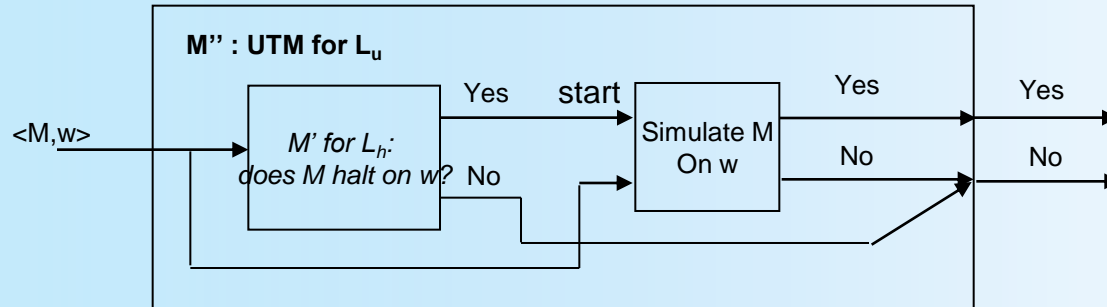 M’’ : UTM for Lu
<M,w>
M’ for Lh:
does M halt on w?
Yes
No
start
Simulate M
On w
Yes
No
Yes
No